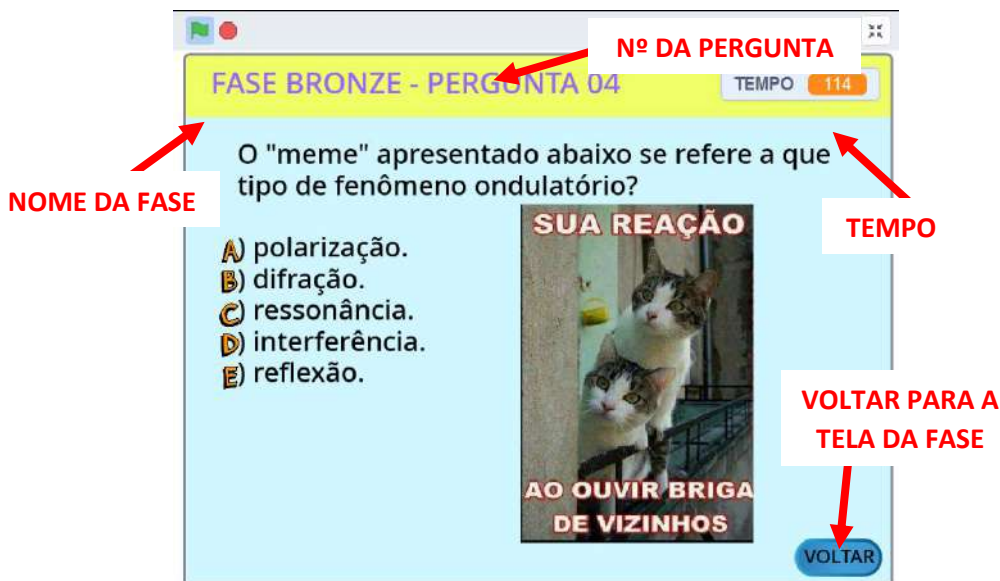 Nº DA PERGUNTA
FASE BRONZE - PERGUNTA 04
TEMPO 114
O "meme" apresentado abaixo se refere a que
tipo de fenômeno ondulatório?
NOME DA FASE
SUA REAÇÃO
TEMPO
A) polarização.
B) difração.
C) ressonância.
D) interferência.
E) reflexão.
VOLTAR PARA A
TELA DA FASE
AO OUVIR BRIGA
DE VIZINHOS
VOLTAR